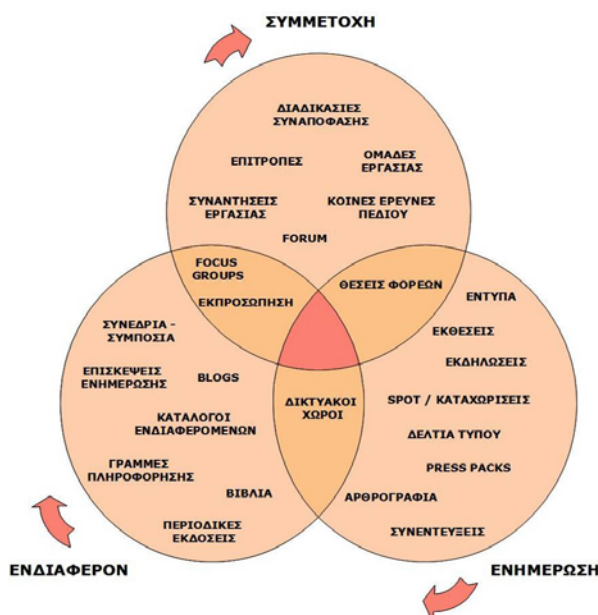 ΣΥΜΜΕΤΟΧΗ
ΔΙΑΔΙΚΑΣΙΕΣ
ΣΥΝΑΠΟΦΑΣΗΣ
ΕΠΙΤΡΟΠΕΣ
ΟΜΑΔΕΣ
ΕΡΓΑΣΙΑΣ
ΣΥΝΑΝΤΗΣΕΙΣ
ΕΡΓΑΣΙΑΣ
ΚΟΙΝΕΣ ΕΡΕΥΝΕΣ
ΠΕΔΙΟΥ
FORUM
FOCUS
GROUPS
ΕΚΠΡΟΣΩΠΗΣΗ
ΘΕΣΕΙΣ ΦΟΡΕΩΝ
ΣΥΝΕΔΡΙΑ -
ΣΥΜΠΟΣΙΑ
ΕΠΙΣΚΕΨΕΙΣ
ΕΝΗΜΕΡΩΣΗΣ
BLOGS
ΚΑΤΑΛΟΓΟΙ
ΕΝΔΙΑΦΕΡΟΜΕΝΩΝ
ΓΡΑΜΜΕΣ
ΠΛΗΡΟΦΟΡΗΣΗΣ
ΒΙΒΛΙΑ
ΠΕΡΙΟΔΙΚΕΣ
ΕΚΔΟΣΕΙΣ
ΔΙΚΤΥΑΚΟΙ
ΧΩΡΟΙ
ΕΝΤΥΠΑ
ΕΚΘΕΣΕΙΣ
ΕΚΔΗΛΩΣΕΙΣ
SPOT / ΚΑΤΑΧΩΡΙΣΕΙΣ
ΔΕΛΤΙΑ ΤΥΠΟΥ
PRESS PACKS
ΑΡΘΡΟΓΡΑΦΙΑ
ΣΥΝΕΝΤΕΥΞΕΙΣ
ΕΝΔΙΑΦΕΡΟΝ
ΕΝΗΜΕΡΩΣΗ